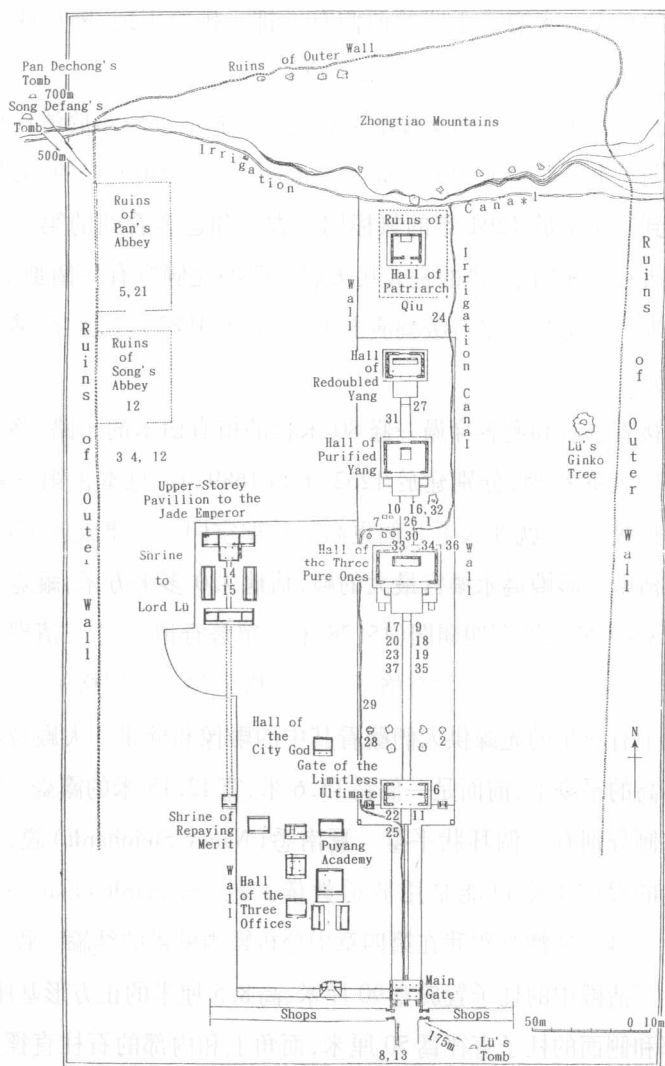 Ruins of Outer Wall
Pan Dechong's
Tomb
700m
Song Defang's
Tomb
500m
Zhongtiao Mountains
Irrigation
Cana*l
Ruins
of
Pan's
Abbey
5,21
Ruins of
Hall of
Patriarch
Qiu
24
Wall
Irrigation Canal
Ruins of Outer Wall
Ruins
of
Song's
Abbey
12
3 4, 12
Hall
of
Redoubled
Yang
27
31
Hall of
Purified
Yang
Lü's
Ginko
Tree
Ruins of Outer Wall
Upper-Storey
Pavillion to the
Jade Emperor
10 16, 32
7 26 1
30
33 34 36
Hall of
the Three
Pure Ones
Wall
Shrine
to
Lord Lü
14
15
17 9
20 18
23 19
37 35
29
28
2
N
Hall of
the
City God
Gate of the
Limitless
Ultimate
6
22 11
25
Shrine of
Repaying
Merit
Puyang
Academy
Wall
Hall
of the
Three
Offices
Main
Gate
Shops
Shops
50m
0 10m
175m
Lü's
Tomb
8,13